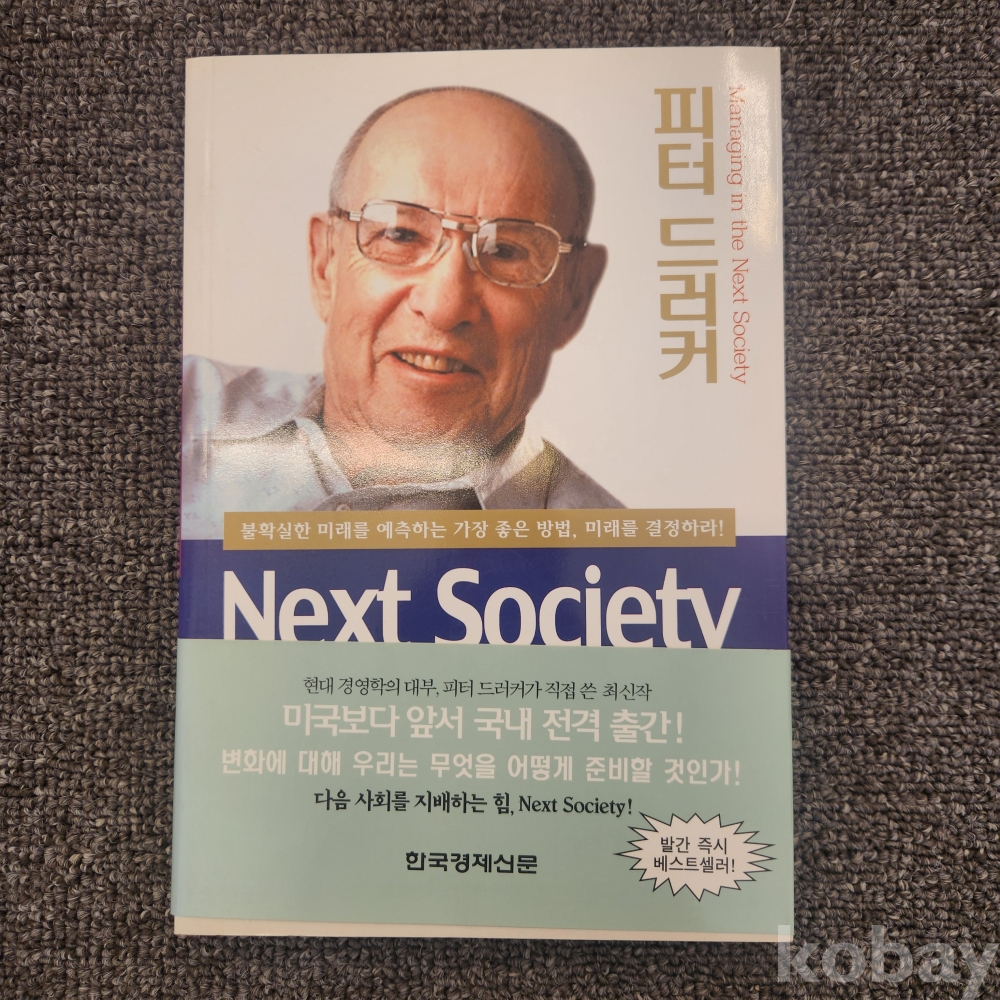 피터 드러커
Managing in the Next Society
불확실한 미래를 예측하는 가장 좋은 방법, 미래를 결정하라!
Next Society
현대 경영학의 대부, 피터 드러커가 직접 쓴 최신작
미국보다 앞서 국내 전격 출간!
변화에 대해 우리는 무엇을 어떻게 준비할 것인가!
다음 사회를 지배하는 힘, Next Society!
발간 즉시
베스트셀러!
한국경제신문
kobay